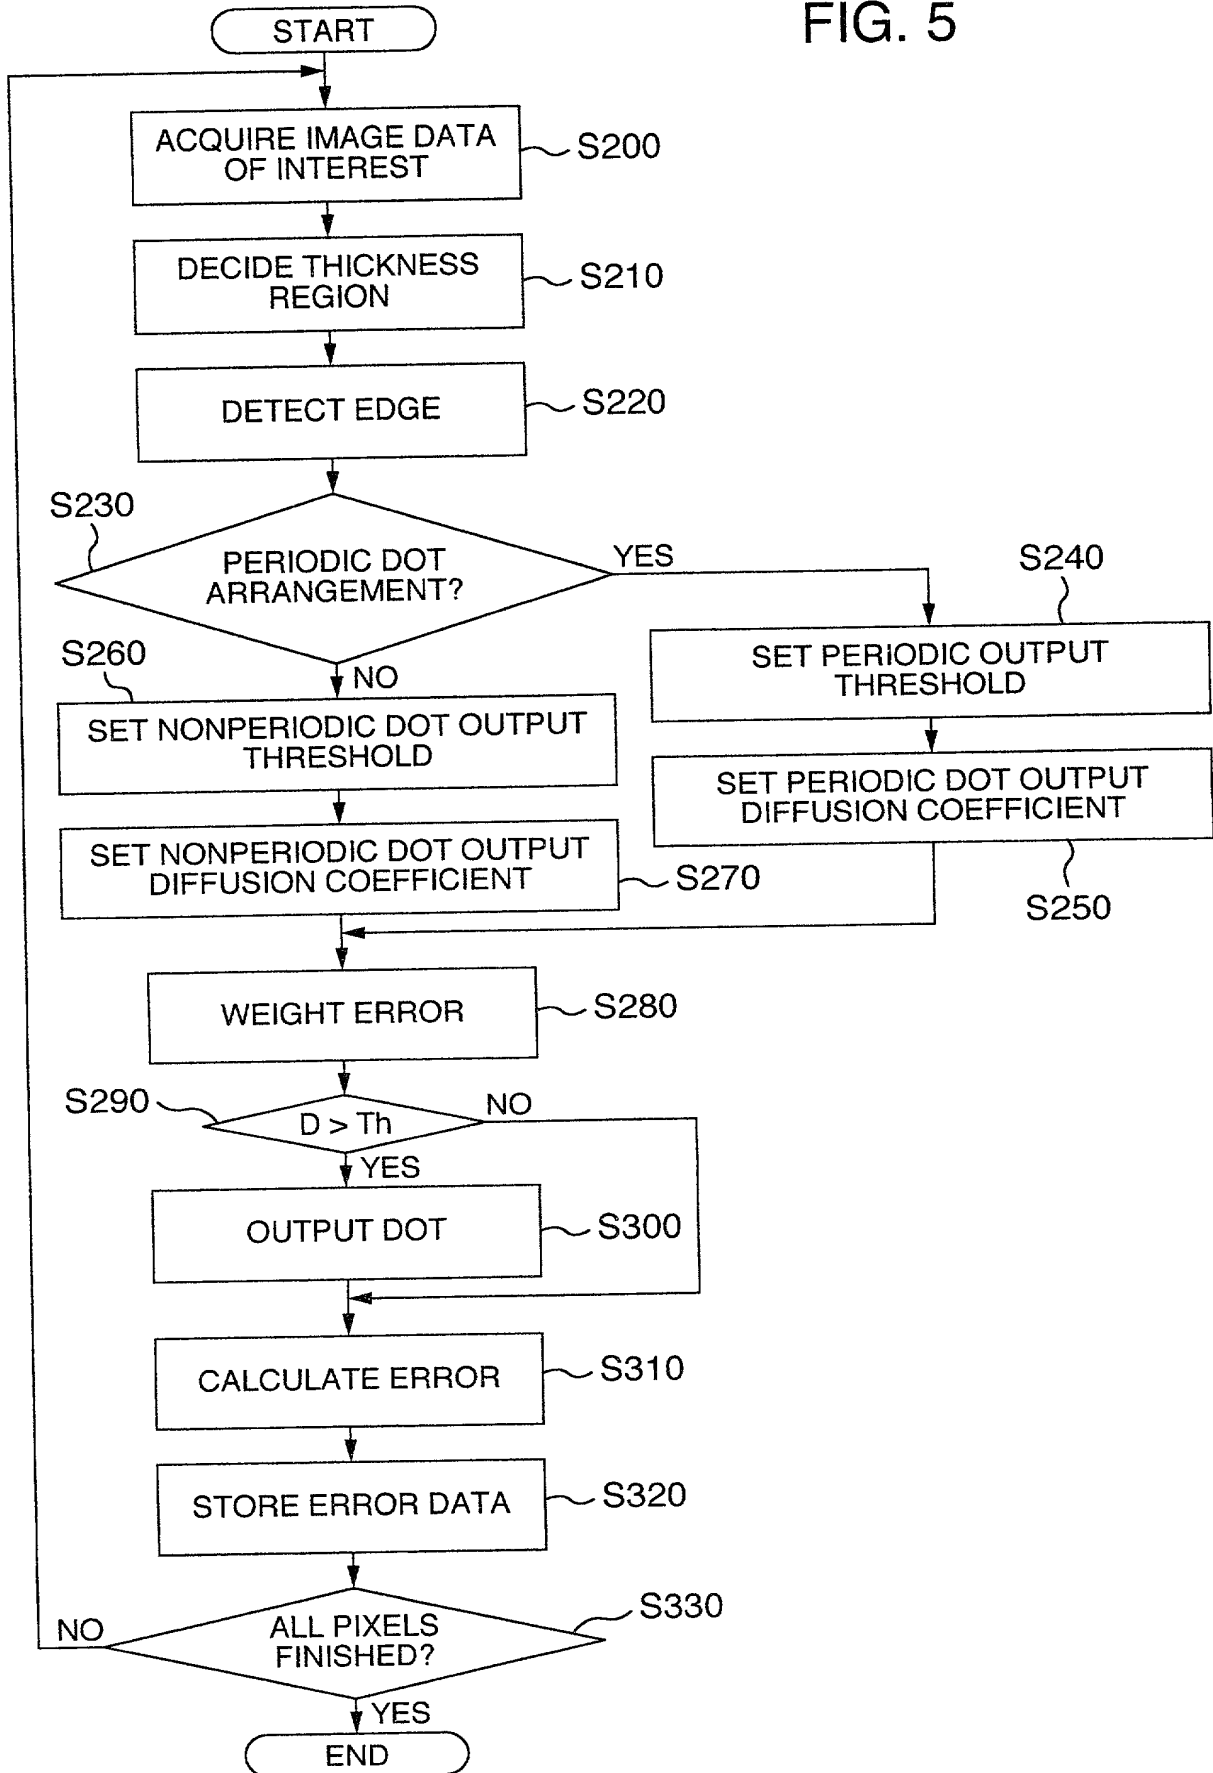 FIG. 5
START
ACQUIRE IMAGE DATA
OF INTEREST
S200
DECIDE THICKNESS
REGION
S210
DETECT EDGE
S220
S230
PERIODIC DOT
ARRANGEMENT?
YES
NO
S240
SET PERIODIC OUTPUT
THRESHOLD
SET PERIODIC DOT OUTPUT
DIFFUSION COEFFICIENT
S250
S260
SET NONPERIODIC DOT OUTPUT
THRESHOLD
SET NONPERIODIC DOT OUTPUT
DIFFUSION COEFFICIENT
S270
WEIGHT ERROR
S280
S290
D > Th
NO
YES
OUTPUT DOT
S300
CALCULATE ERROR
S310
STORE ERROR DATA
S320
ALL PIXELS
FINISHED?
S330
NO
YES
END